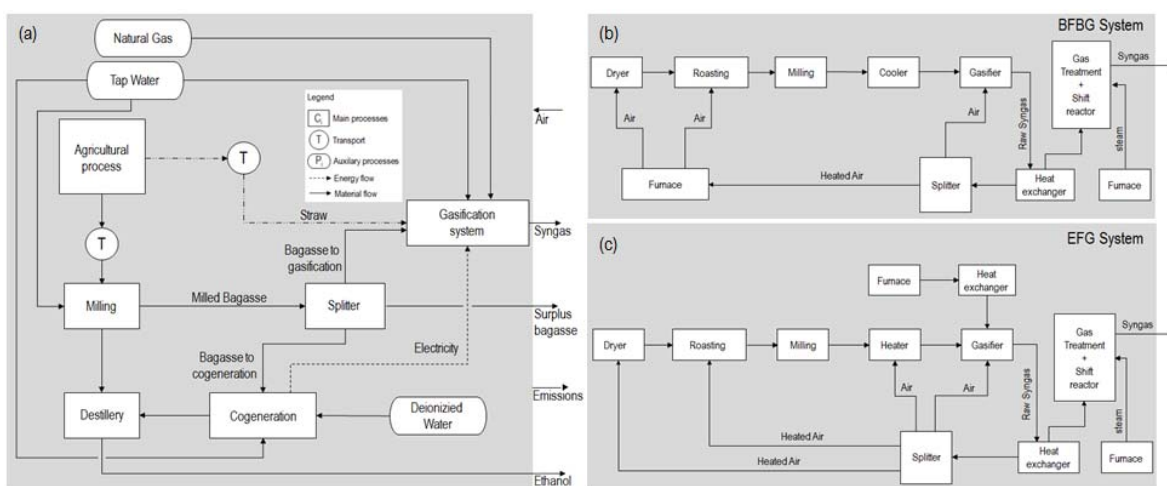 (a)
Natural Gas
Tap Water
Legend
Main processes
T
Transport
Auxilary processes
Energy flow
Material flow
Air
Agricultural
process
T
Straw
Gasification
system
Syngas
T
Bagasse to
gasification
Milling
Milled Bagasse
Splitter
Surplus
bagasse
Bagasse to
cogeneration
Electricity
Emissions
Destillery
Cogeneration
Deionizied
Water
Ethanol
(b)
BFBG System
Dryer
Roasting
Milling
Cooler
Gasifier
Gas
Treatment
+
Shift
reactor
Syngas
Air
Air
Air
Raw Syngas
steam
Furnace
Heated Air
Splitter
Heat
exchanger
Furnace
(c)
EFG System
Furnace
Heat
exchanger
Dryer
Roasting
Milling
Heater
Gasifier
Gas
Treatment
+
Shift
reactor
Syngas
Air
Air
Raw Syngas
steam
Heated Air
Heated Air
Splitter
Heat
exchanger
Furnace